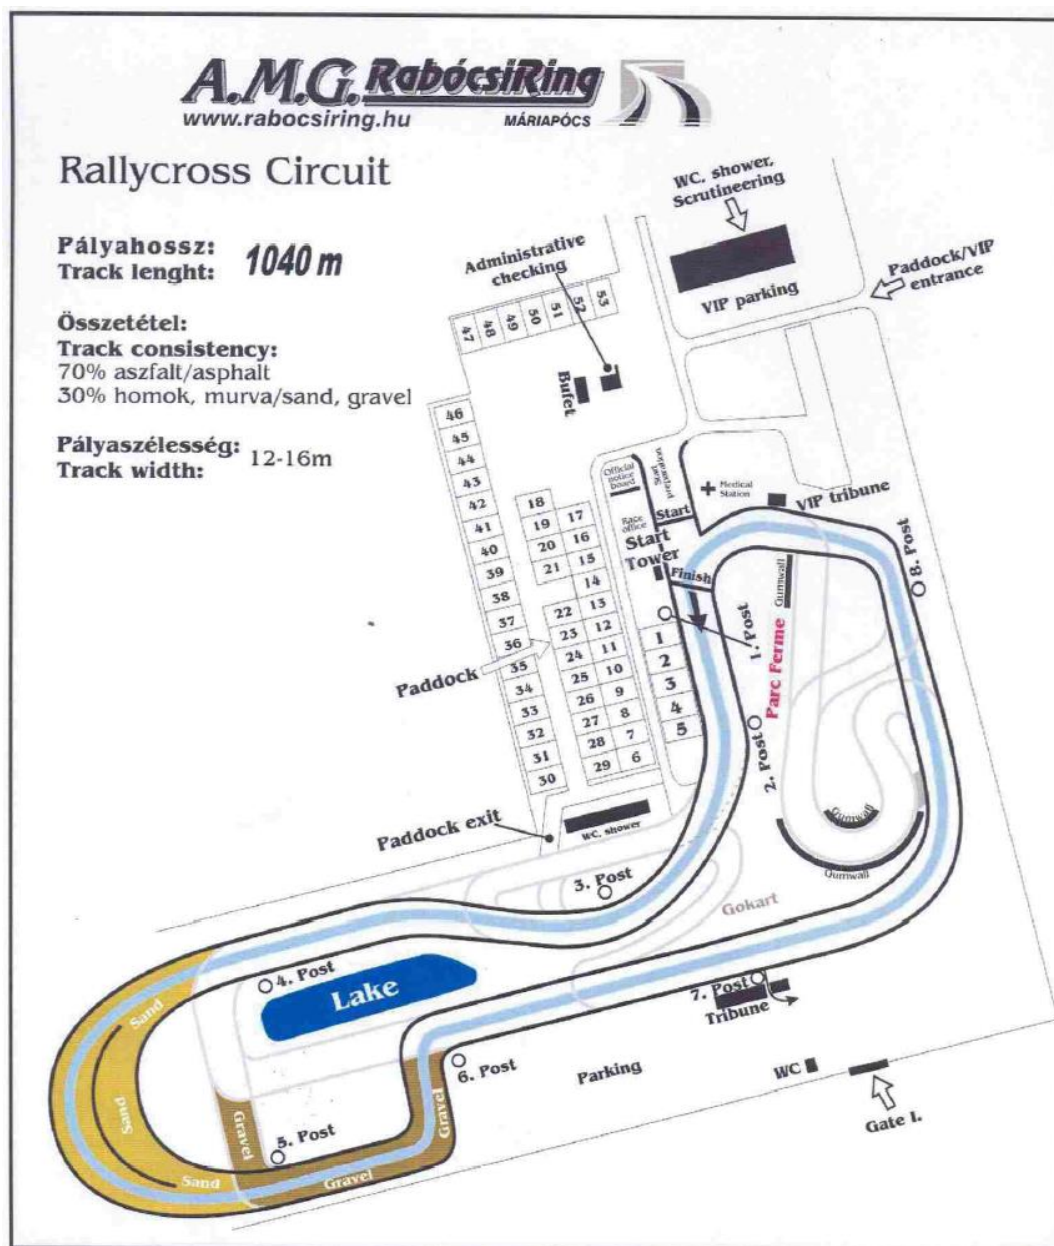 A.M.G. RabócsiRing
www.rabocsiring.hu
MÁRIAPÓCS
Rallycross Circuit
Pályahossz:
Track lenght:
1040 m
Összetétel:
Track consistency:
70% aszfalt/asphalt
30% homok, murva/sand, gravel
Pályaszélesség:
Track width:
12-16m
WC, shower,
Scrutineering
VIP parking
Paddock/VIP
entrance
Administrative
checking
47
48
49
50
51
52
53
Bufet
46
45
44
43
42
41
40
39
38
37
36
35
34
33
32
31
30
18
19
20
21
17
16
15
14
22
13
23
12
24
11
25
10
26
9
27
8
28
7
29
6
Official
notice
board
Start
preparation
Medical
Station
VIP tribune
Race
office
Start
Start
Tower
Finish
1
2
3
4
5
1. Post
2. Post
8. Post
Gumwall
Parc Ferme
Paddock
Paddock exit
WC, shower
Gumwall
Gumwall
3. Post
Gokart
4. Post
Lake
7. Post
Tribune
6. Post
Parking
WC
Gate I.
Sand
Sand
Sand
Gravel
5. Post
Gravel
Gravel